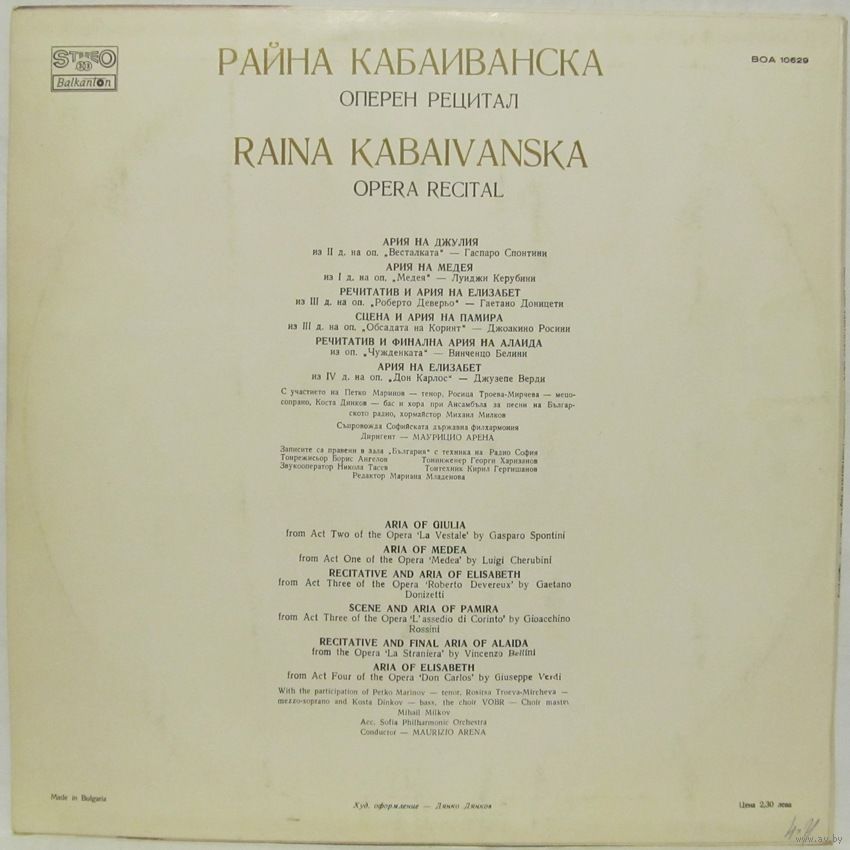 STEREO
33
Balkanton
ВОА 10629
РАЙНА КАБАИВАНСКА
ОПЕРЕН РЕЦИТАЛ
RAINA KABAIVANSKA
OPERA RECITAL
АРИЯ НА ДЖУЛИЯ
из II д. на оп. „Весталката“ — Гаспаро Спонтини
АРИЯ НА МЕДЕЯ
из I д. на оп. „Медея“ — Луиджи Керубини
РЕЧИТАТИВ И АРИЯ НА ЕЛИЗАБЕТ
из III д. на оп. „Роберто Деверьо“ — Гаетано Доницети
СЦЕНА И АРИЯ НА ПАМИРА
из III д. на оп. „Обсадата на Коринт“ — Джоакино Росини
РЕЧИТАТИВ И ФИНАЛНА АРИЯ НА АЛАИДА
из оп. „Чужденката“ — Винченцо Белини
АРИЯ НА ЕЛИЗАБЕТ
из IV д. на оп. „Дон Карлос“ — Джузепе Верди
С участието на Петко Маринов — тенор, Росица Троева-Мирчева — мецо-
сопрано, Коста Динков — бас и хора при Ансамбъла за песни на Българ-
ското радио, хормайстор Михаил Милков
Съпровожда Софийската държавна филхармония
Диригент — МАУРИЦИО АРЕНА
Записите са правени в зала „България“ с техника на Радио София
Тонрежисьор Борис Ангелов Тонинженер Георги Харизанов
Звукооператор Никола Тасев Тонтехник Кирил Гергишанов
Редактор Мариана Младенова
ARIA OF GIULIA
from Act Two of the Opera 'La Vestale' by Gasparo Spontini
ARIA OF MEDEA
from Act One of the Opera 'Medea' by Luigi Cherubini
RECITATIVE AND ARIA OF ELISABETH
from Act Three of the Opera 'Roberto Devereux' by Gaetano
Donizetti
SCENE AND ARIA OF PAMIRA
from Act Three of the Opera 'L'assedio di Corinto' by Gioacchino
Rossini
RECITATIVE AND FINAL ARIA OF ALAIDA
from the Opera 'La Straniera' by Vincenzo Bellini
ARIA OF ELISABETH
from Act Four of the Opera 'Don Carlos' by Giuseppe Verdi
With the participation of Petko Marinov — tenor, Rositsa Troeva-Mircheva —
mezzo-soprano and Kosta Dinkov — bass, the choir VOBR — Choir master
Mihail Milkov
Acc. Sofia Philharmonic Orchestra
Conductor — MAURIZIO ARENA
Made in Bulgaria
Худ. оформление — Дянко Дянков
Цена 2,30 лева
www.ay.by